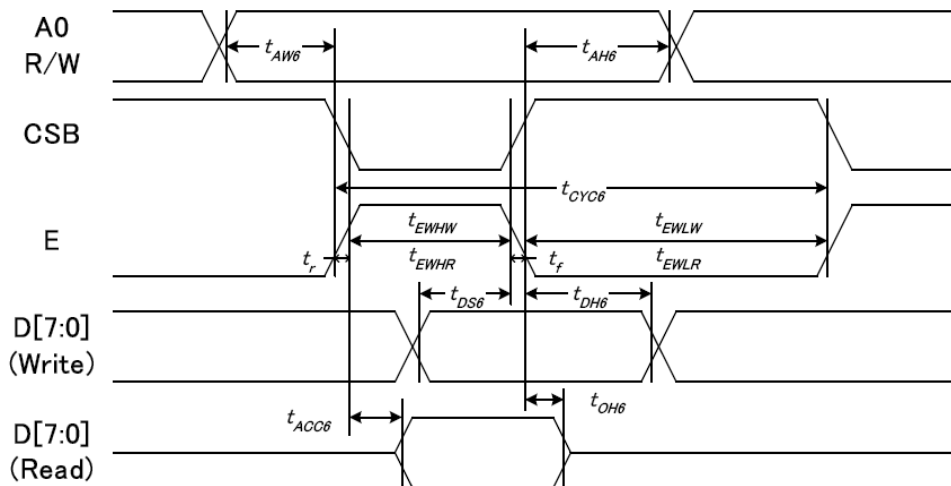 A0
R/W
tAW6
tAH6
CSB
tCYC6
E
tEWHW
tEWLW
tr
tEWHR
tf
tEWLR
tDS6
tDH6
D[7:0]
(Write)
tACC6
tOH6
D[7:0]
(Read)